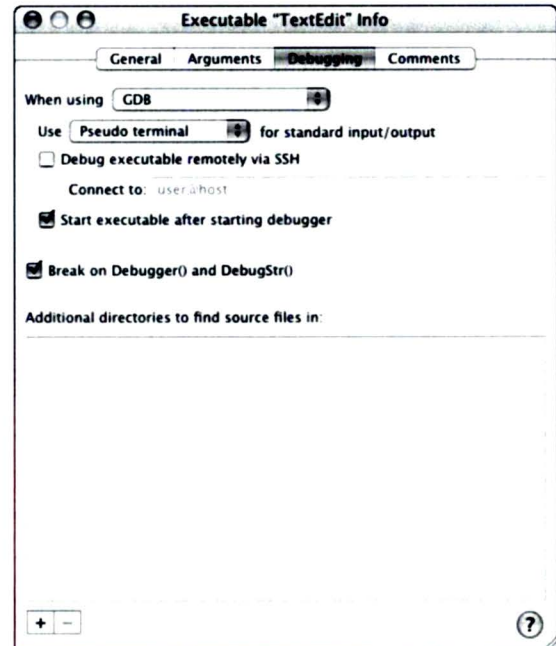 Executable "TextEdit" Info
General Arguments Debugging Comments
When using GDB
Use Pseudo terminal for standard input/output
Debug executable remotely via SSH
Connect to: user@host
Start executable after starting debugger
Break on Debugger() and DebugStr()
Additional directories to find source files in:
+ − ?